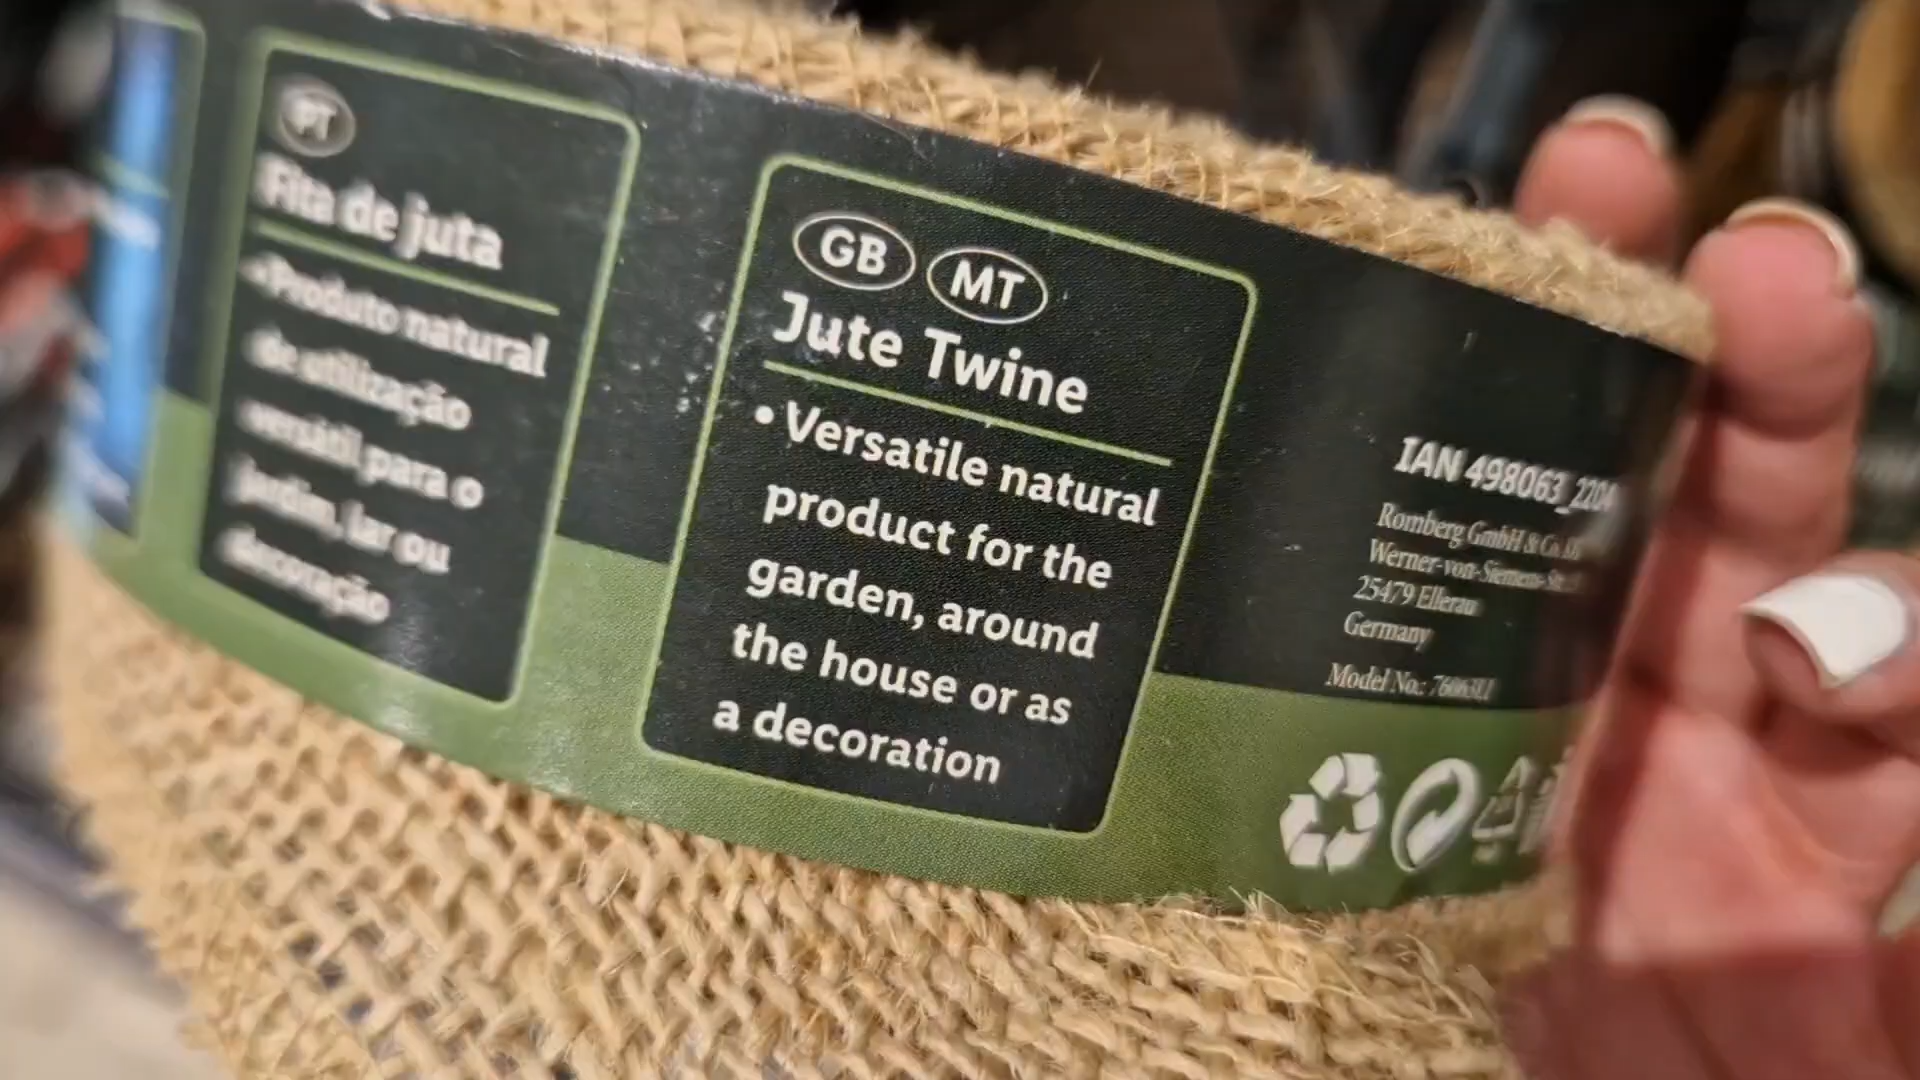 PT
Fita de juta
• Produto natural
de utilização
versátil para o
jardim, lar ou
decoração
GB MT
Jute Twine
• Versatile natural
product for the
garden, around
the house or as
a decoration
IAN 498063_2204
Romberg GmbH & Co.
Werner-von-Siemens-Str.
25479 Ellerau
Germany
Model No.: